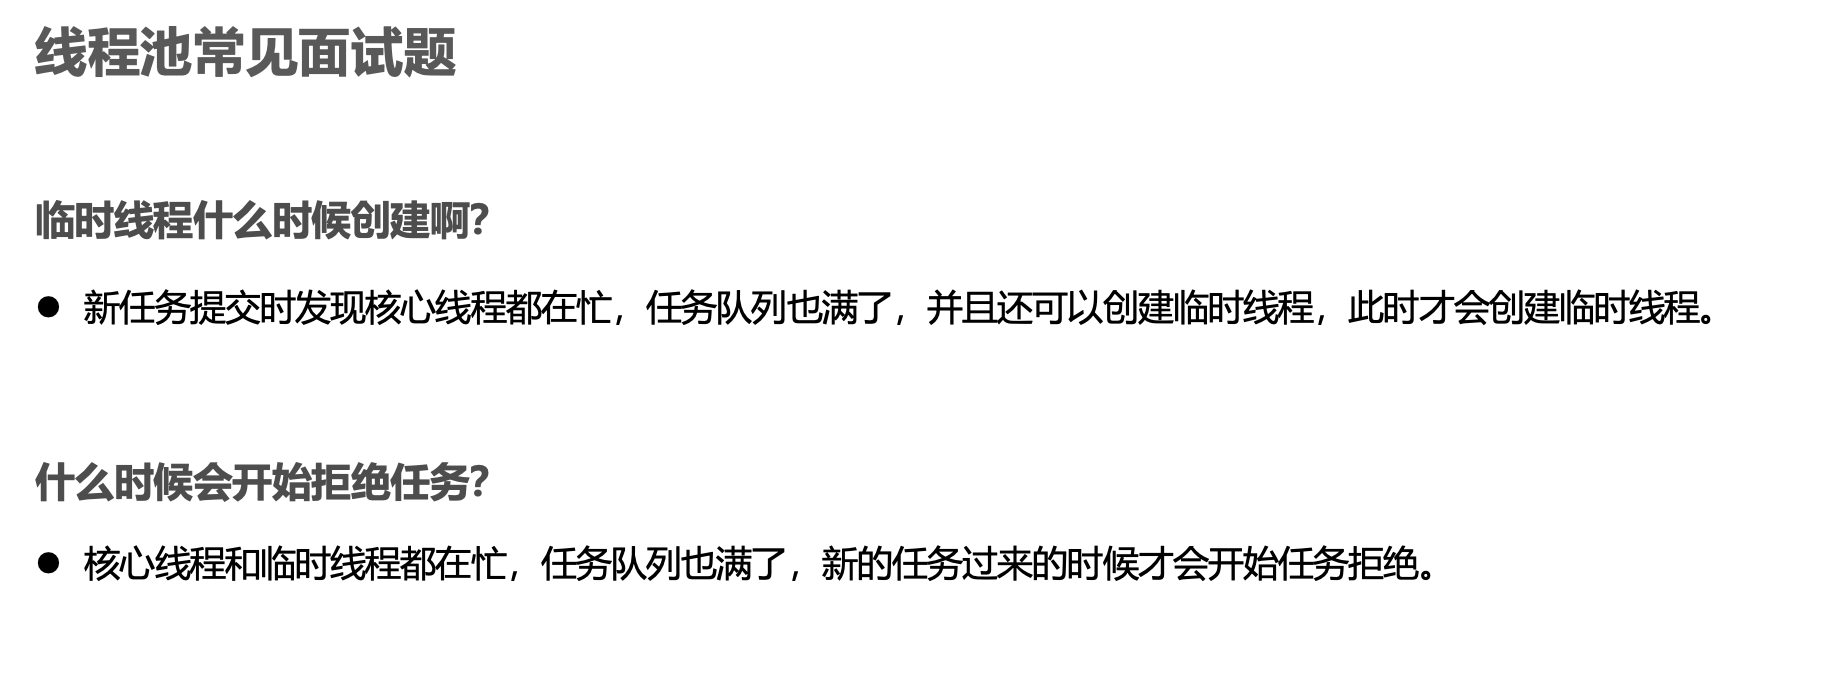 线程池常见面试题
临时线程什么时候创建啊？
● 新任务提交时发现核心线程都在忙，任务队列也满了，并且还可以创建临时线程，此时才会创建临时线程。
什么时候会开始拒绝任务？
● 核心线程和临时线程都在忙，任务队列也满了，新的任务过来的时候才会开始任务拒绝。